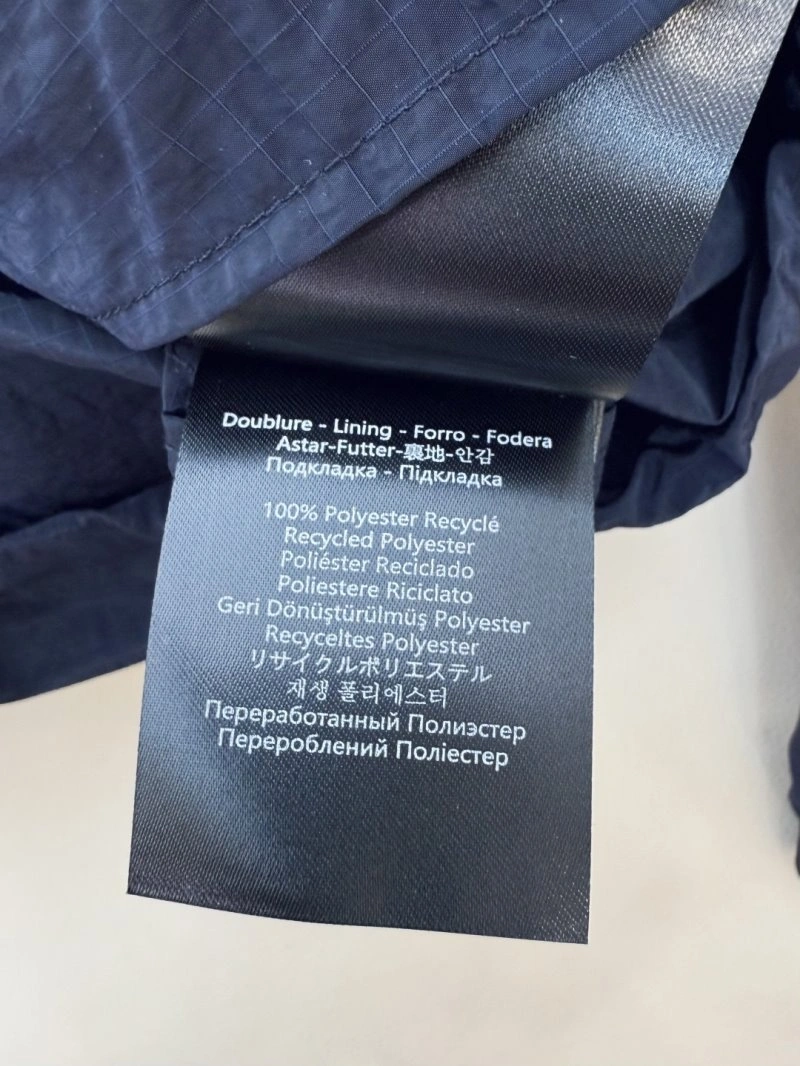 Doublure - Lining - Forro - Fodera
Astar-Futter-裏地-안감
Подкладка - Підкладка
100% Polyester Recyclé
Recycled Polyester
Poliéster Reciclado
Poliestere Riciclato
Geri Dönüştürülmüş Polyester
Recyceltes Polyester
リサイクルポリエステル
재생 폴리에스터
Переработанный Полиэстер
Перероблений Поліестер